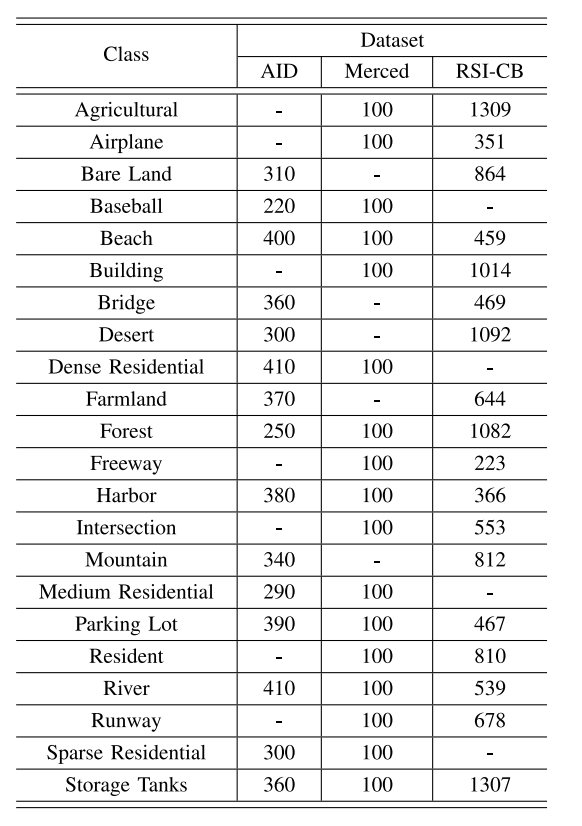 Class Dataset
AID Merced RSI-CB
Agricultural - 100 1309
Airplane - 100 351
Bare Land 310 - 864
Baseball 220 100 -
Beach 400 100 459
Building - 100 1014
Bridge 360 - 469
Desert 300 - 1092
Dense Residential 410 100 -
Farmland 370 - 644
Forest 250 100 1082
Freeway - 100 223
Harbor 380 100 366
Intersection - 100 553
Mountain 340 - 812
Medium Residential 290 100 -
Parking Lot 390 100 467
Resident - 100 810
River 410 100 539
Runway - 100 678
Sparse Residential 300 100 -
Storage Tanks 360 100 1307